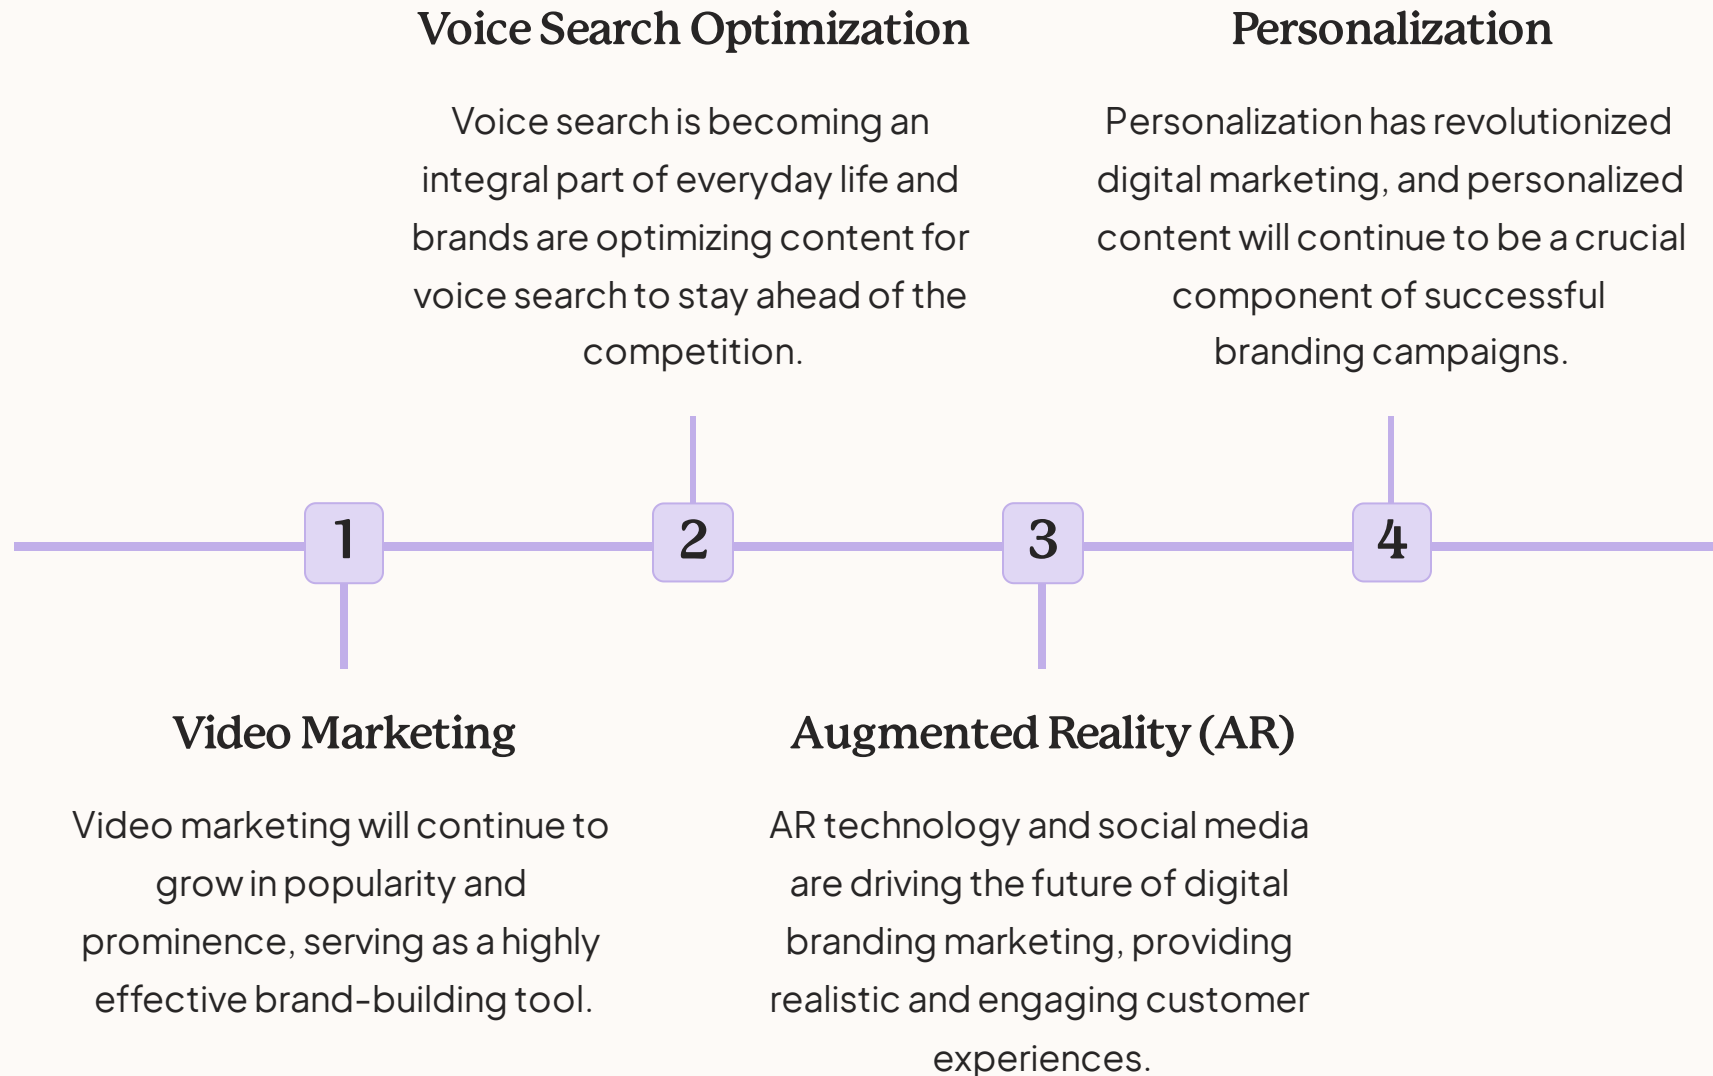 Voice Search Optimization
Voice search is becoming an
integral part of everyday life and
brands are optimizing content for
voice search to stay ahead of the
competition.
Personalization
Personalization has revolutionized
digital marketing, and personalized
content will continue to be a crucial
component of successful
branding campaigns.
1
2
3
4
Video Marketing
Video marketing will continue to
grow in popularity and
prominence, serving as a highly
effective brand-building tool.
Augmented Reality (AR)
AR technology and social media
are driving the future of digital
branding marketing, providing
realistic and engaging customer
experiences.